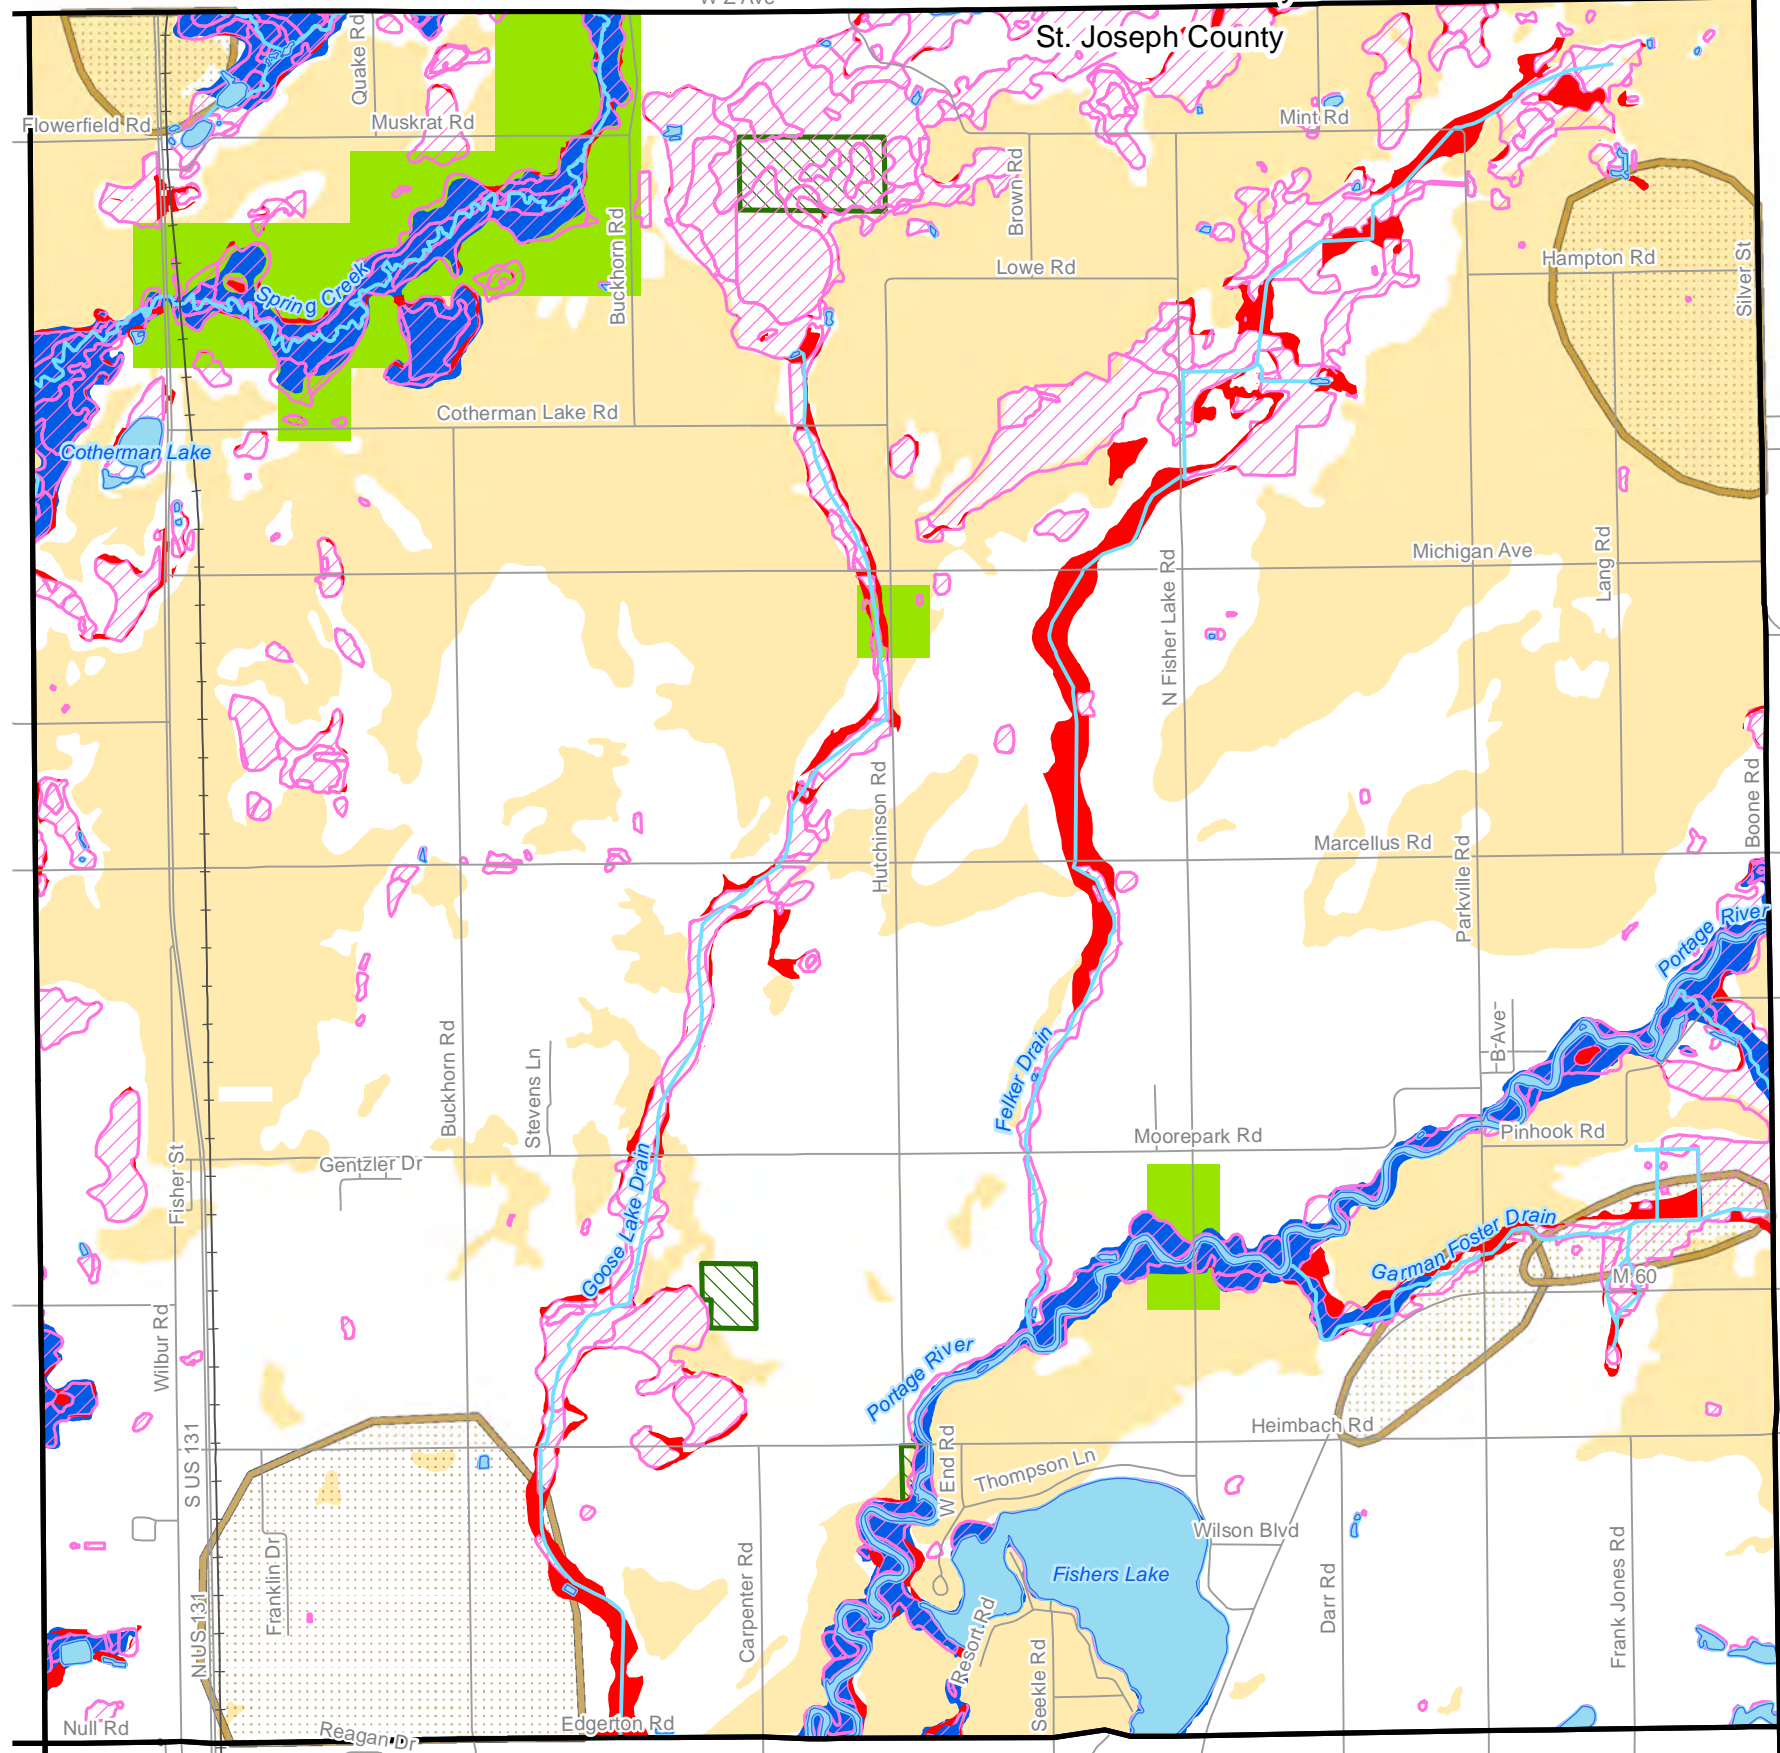 W Z Ave
St. Joseph County
Quake Rd
Flowerfield Rd
Muskrat Rd
Mint Rd
Brown Rd
Buckhorn Rd
Lowe Rd
Hampton Rd
Silver St
Spring Creek
Cotherman Lake Rd
Cotherman Lake
Michigan Ave
Lang Rd
N Fisher Lake Rd
Hutchinson Rd
Boone Rd
Marcellus Rd
Parkville Rd
Portage River
B Ave
Felker Drain
Buckhorn Rd
Stevens Ln
Moorepark Rd
Pinhook Rd
Gentzler Dr
Fisher St
Goose Lake Drain
Garman Foster Drain
M 60
Wilbur Rd
Portage River
Heimbach Rd
S US 131
W End Rd
Thompson Ln
Wilson Blvd
Franklin Dr
Carpenter Rd
Fishers Lake
Darr Rd
Frank Jones Rd
N US 131
Resort Rd
Seekle Rd
Null Rd
Reagan Dr
Edgerton Rd